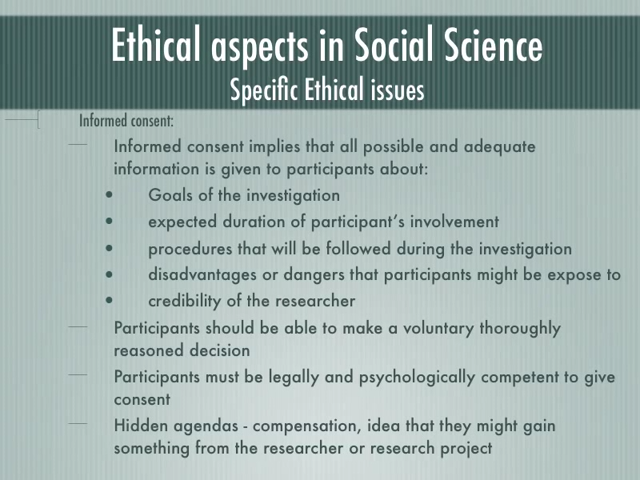 Ethical aspects in Social Science
Specific Ethical issues
Informed consent:
Informed consent implies that all possible and adequate
information is given to participants about:
• Goals of the investigation
• expected duration of participant's involvement
• procedures that will be followed during the investigation
• disadvantages or dangers that participants might be expose to
• credibility of the researcher
— Participants should be able to make a voluntary thoroughly
reasoned decision
— Participants must be legally and psychologically competent to give
consent
— Hidden agendas - compensation, idea that they might gain
something from the researcher or research project